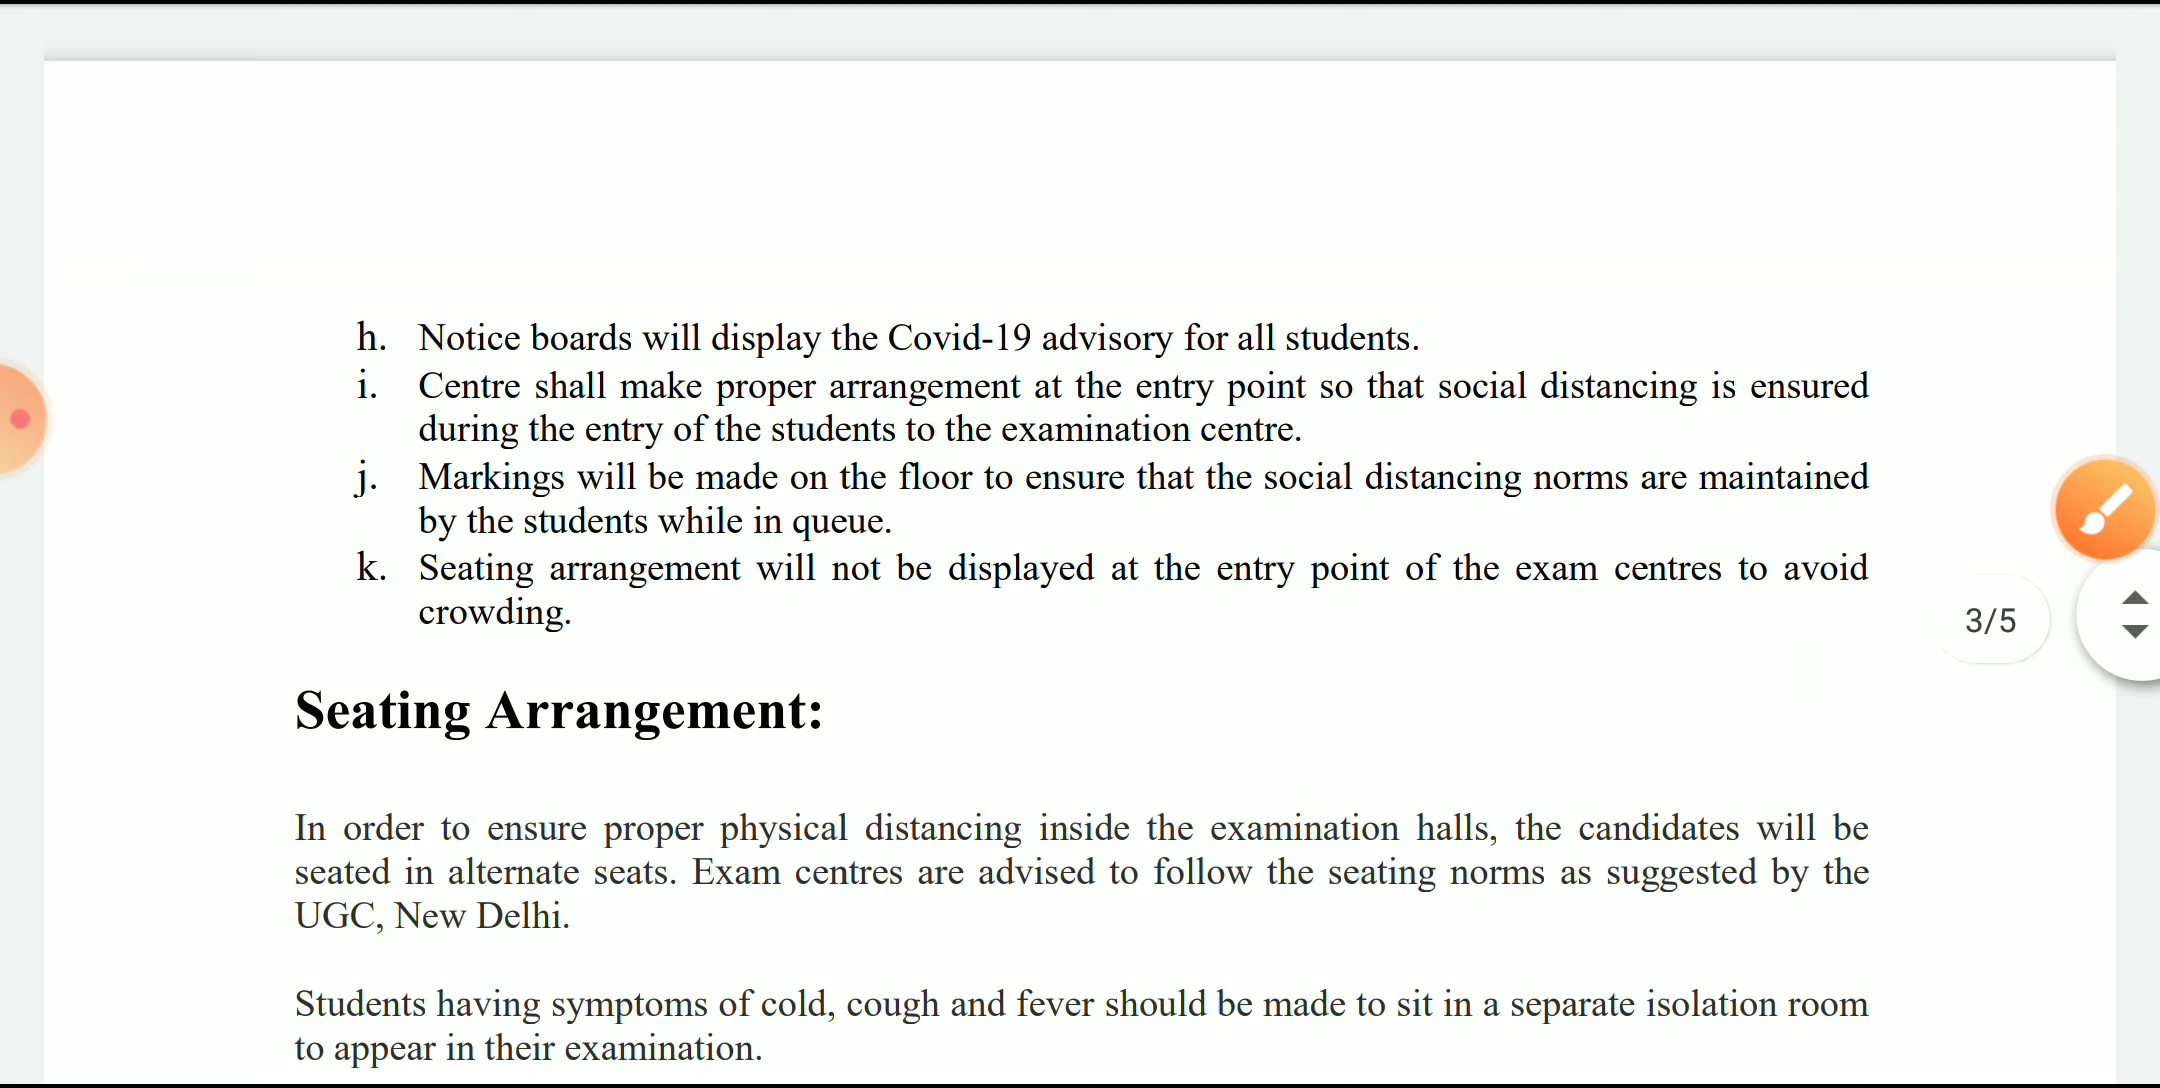 h. Notice boards will display the Covid-19 advisory for all students.
i. Centre shall make proper arrangement at the entry point so that social distancing is ensured
during the entry of the students to the examination centre.
j. Markings will be made on the floor to ensure that the social distancing norms are maintained
by the students while in queue.
k. Seating arrangement will not be displayed at the entry point of the exam centres to avoid
crowding.
3/5
Seating Arrangement:
In order to ensure proper physical distancing inside the examination halls, the candidates will be
seated in alternate seats. Exam centres are advised to follow the seating norms as suggested by the
UGC, New Delhi.
Students having symptoms of cold, cough and fever should be made to sit in a separate isolation room
to appear in their examination.